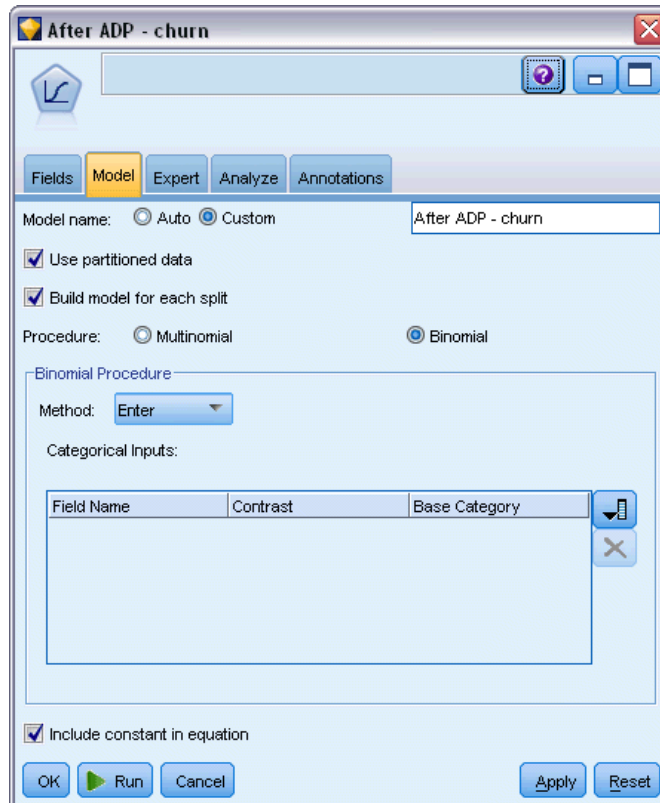 After ADP - churn
Fields Model Expert Analyze Annotations
Model name: Auto Custom After ADP - churn
Use partitioned data
Build model for each split
Procedure: Multinomial Binomial
Binomial Procedure
Method: Enter
Categorical Inputs:
Field Name Contrast Base Category
Include constant in equation
OK Run Cancel Apply Reset